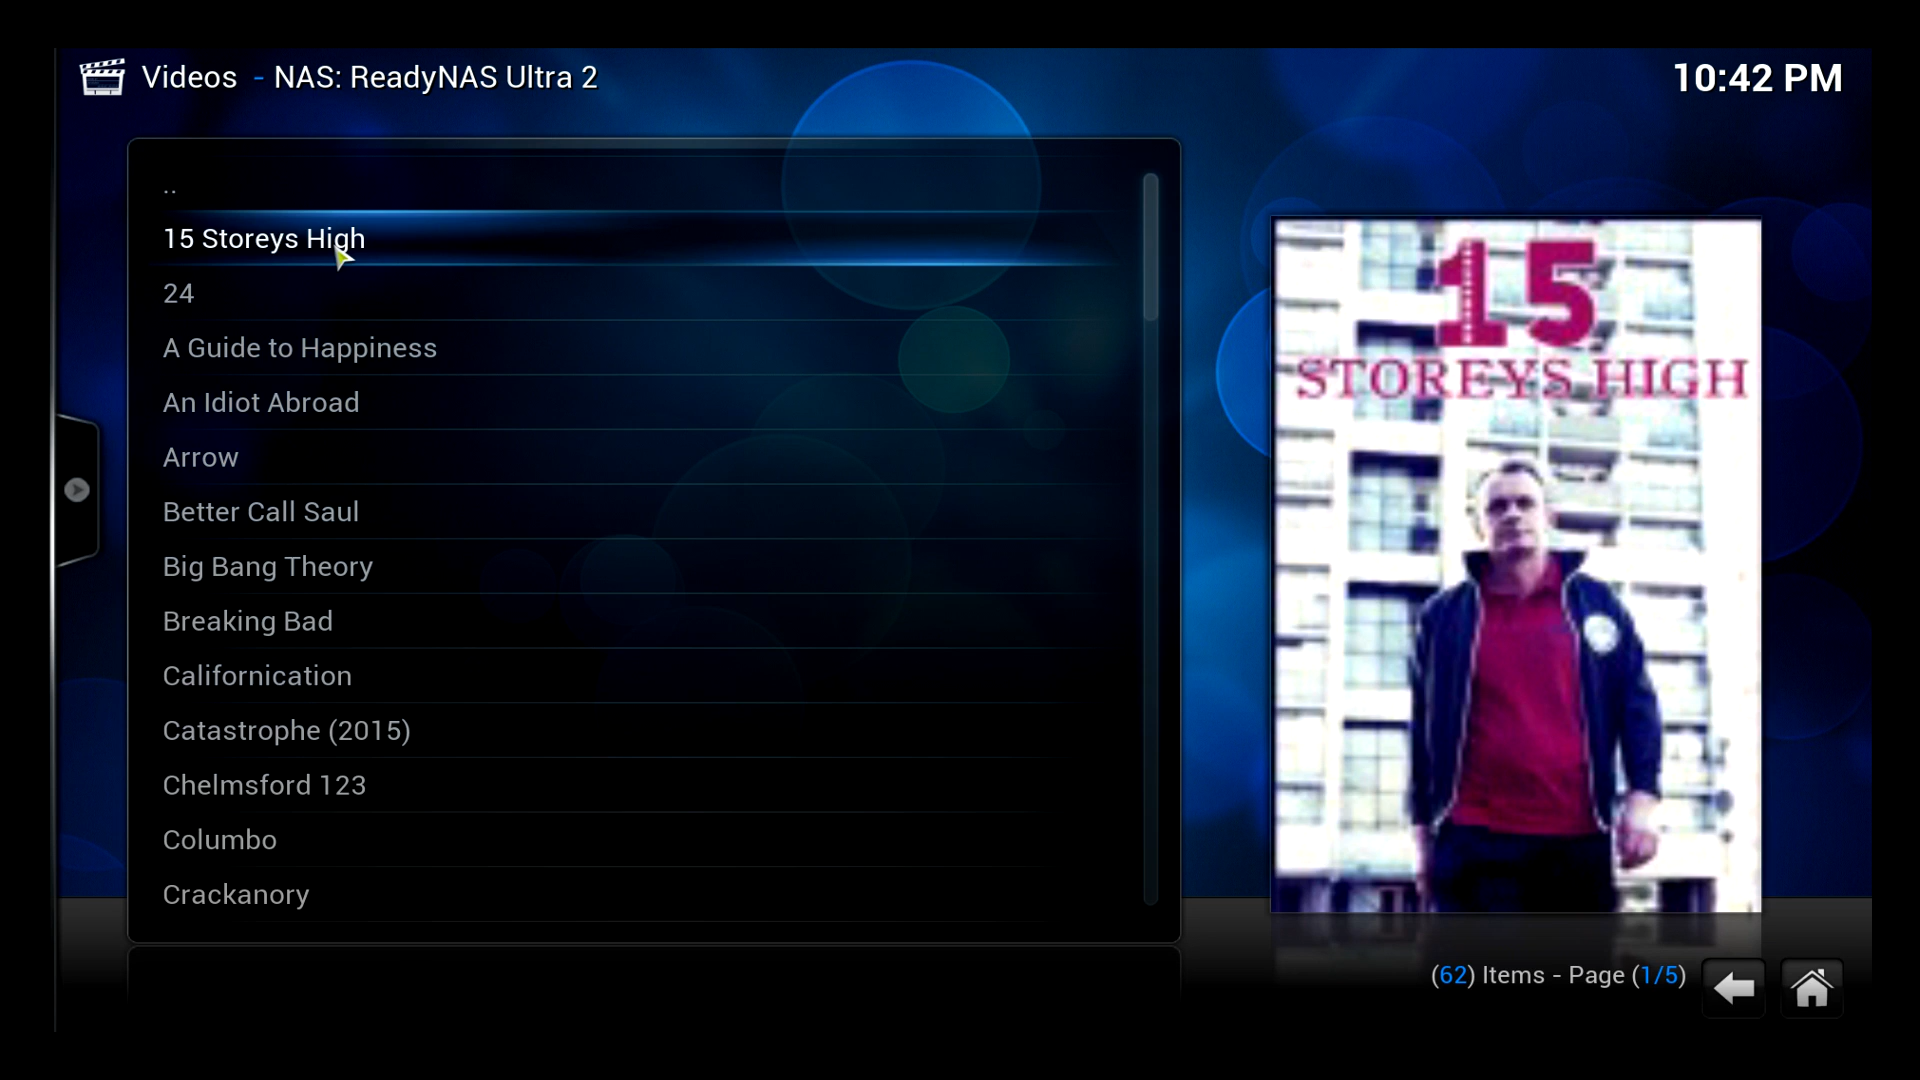 Videos - NAS: ReadyNAS Ultra 2
10:42 PM
..
15 Storeys High
24
A Guide to Happiness
An Idiot Abroad
Arrow
Better Call Saul
Big Bang Theory
Breaking Bad
Californication
Catastrophe (2015)
Chelmsford 123
Columbo
Crackanory
15
STOREYS HIGH
(62) Items - Page (1/5)